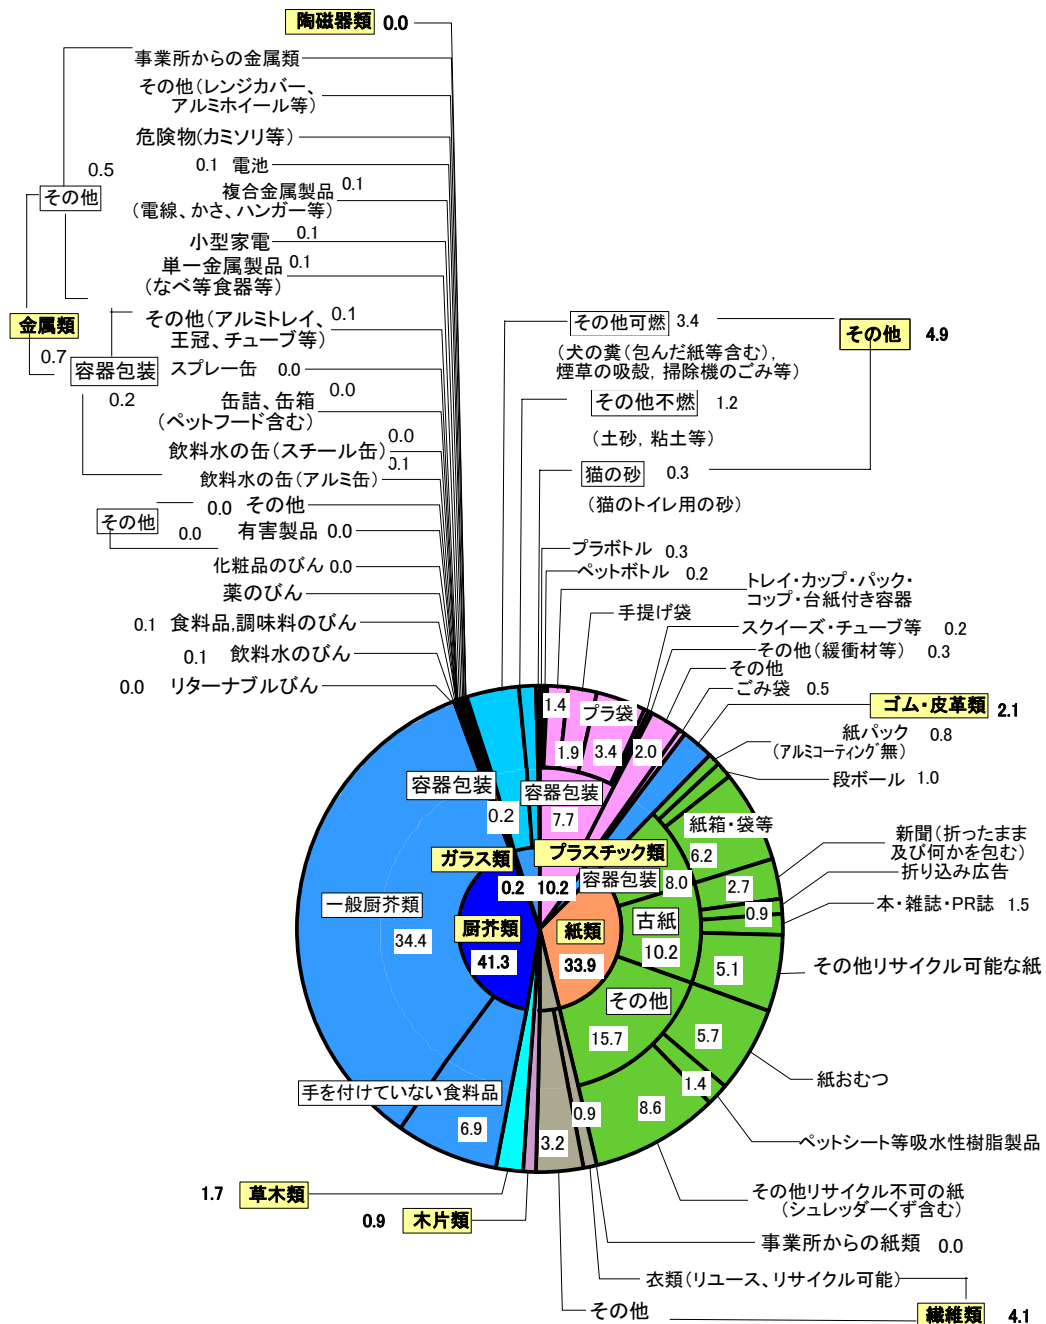 陶磁器類 0.0
事業所からの金属類
その他(レンジカバー、
アルミホイール等)
危険物(カミソリ等)
0.1 電池
0.5
その他
複合金属製品 0.1
(電線、かさ、ハンガー等)
小型家電 0.1
単一金属製品 0.1
(なべ等食器等)
金属類
0.7
その他(アルミトレイ、 0.1
王冠、チューブ等)
容器包装
0.2
スプレー缶 0.0
缶詰、缶箱 0.0
(ペットフード含む)
飲料水の缶(スチール缶) 0.0
飲料水の缶(アルミ缶) 0.1
その他
0.0
0.0 その他
有害製品 0.0
化粧品のびん 0.0
薬のびん
0.1 食料品,調味料のびん
0.1 飲料水のびん
0.0 リターナブルびん
その他可燃 3.4
(犬の糞(包んだ紙等含む),
煙草の吸殻, 掃除機のごみ等)
その他 4.9
その他不燃 1.2
(土砂, 粘土等)
猫の砂 0.3
(猫のトイレ用の砂)
プラボトル 0.3
ペットボトル 0.2
トレイ・カップ・パック・
コップ・台紙付き容器
手提げ袋
スクイーズ・チューブ等 0.2
その他(緩衝材等) 0.3
その他
ごみ袋 0.5
ゴム・皮革類 2.1
紙パック 0.8
(アルミコーティング無)
段ボール 1.0
1.4
プラ袋
1.9
3.4
2.0
容器包装
7.7
容器包装
0.2
プラスチック類
10.2
ガラス類
0.2
紙箱・袋等
6.2
容器包装
8.0
新聞(折ったまま
及び何かを包む)
2.7
折り込み広告
0.9
本・雑誌・PR誌 1.5
古紙
10.2
5.1
その他リサイクル可能な紙
紙類
33.9
厨芥類
41.3
一般厨芥類
34.4
その他
15.7
5.7
紙おむつ
1.4
ペットシート等吸水性樹脂製品
8.6
その他リサイクル不可の紙
(シュレッダーくず含む)
手を付けていない食料品
6.9
0.9
3.2
1.7 草木類
0.9 木片類
事業所からの紙類 0.0
衣類(リユース、リサイクル可能)
その他
繊維類 4.1